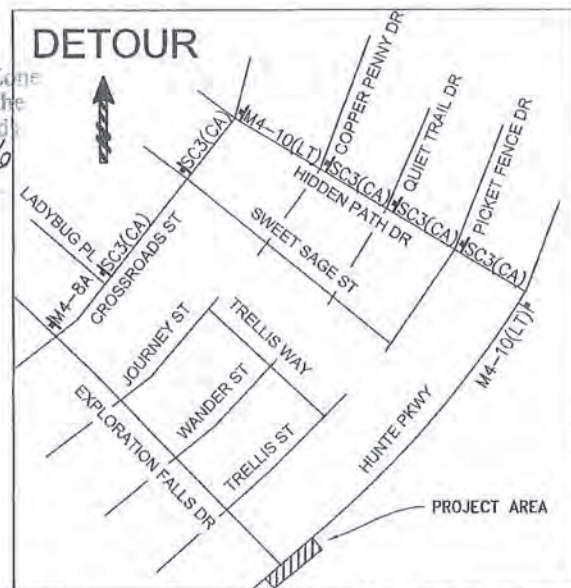 DETOUR
COPPER PENNY DR
QUIET TRAIL DR
PICKET FENCE DR
M4-10(LT)
SC3(CA)
SC3(CA)
SC3(CA)
HIDDEN PATH DR
SC3(CA)
SWEET SAGE ST
LADYBUG PL
SC3(CA)
CROSSROADS ST
M4-8A
M4-10(LT)
JOURNEY ST
TRELLIS WAY
WANDER ST
TRELLIS ST
EXPLORATION FALLS DR
HUNTE PKWY
PROJECT AREA